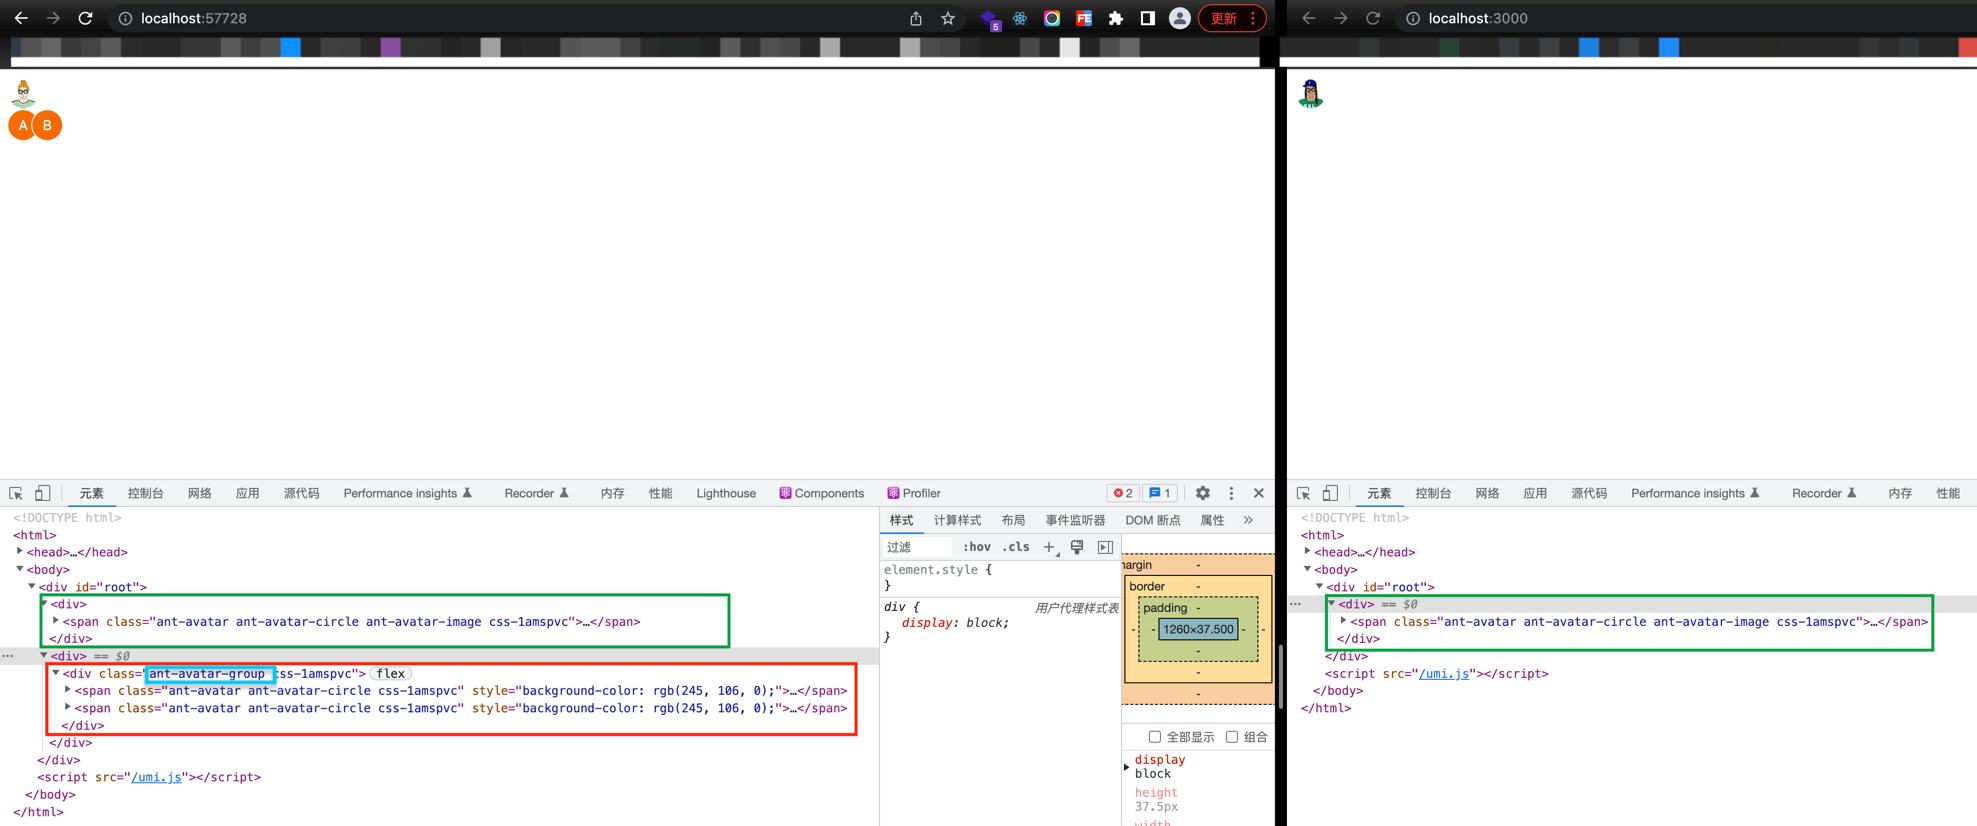 localhost:57728
5
更新
A B
元素 控制台 网络 应用 源代码 Performance insights Recorder 内存 性能 Lighthouse Components Profiler 2 1
<!DOCTYPE html>
<html>
<head>…</head>
<body>
<div id="root">
<div>
<span class="ant-avatar ant-avatar-circle ant-avatar-image css-1amspvc">…</span>
</div>
<div> == $0
<div class="ant-avatar-group css-1amspvc"> flex
<span class="ant-avatar ant-avatar-circle css-1amspvc" style="background-color: rgb(245, 106, 0);">…</span>
<span class="ant-avatar ant-avatar-circle css-1amspvc" style="background-color: rgb(245, 106, 0);">…</span>
</div>
</div>
</div>
<script src="/umi.js"></script>
</body>
</html>
样式 计算样式 布局 事件监听器 DOM 断点 属性 »
过滤 :hov .cls +
element.style {
}
div { 用户代理样式表
display: block;
}
margin -
border -
padding -
- - 1260×37.500 - -
-
-
-
全部显示 组合
display
block
height
37.5px
width
localhost:3000
元素 控制台 网络 应用 源代码 Performance insights Recorder 内存 性能
<!DOCTYPE html>
<html>
<head>…</head>
<body>
<div id="root">
<div> == $0
<span class="ant-avatar ant-avatar-circle ant-avatar-image css-1amspvc">…</span>
</div>
</div>
<script src="/umi.js"></script>
</body>
</html>